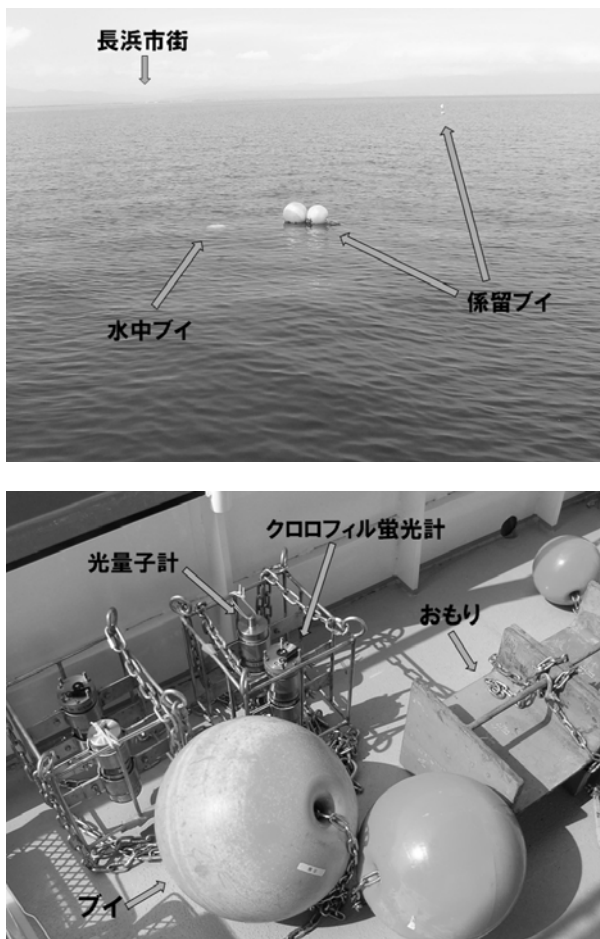 長浜市街
係留ブイ
水中ブイ
クロロフィル蛍光計
光量子計
おもり
ブイ